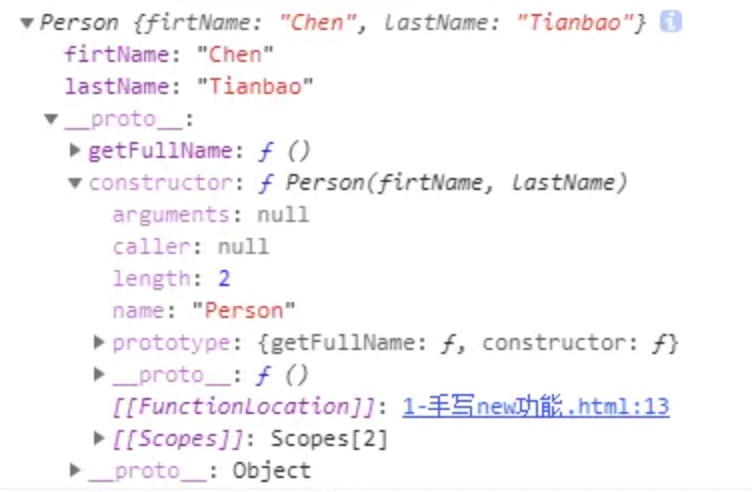 ▼Person {firtName: "Chen", lastName: "Tianbao"} i
firtName: "Chen"
lastName: "Tianbao"
▼__proto__:
▶getFullName: ƒ ()
▼constructor: ƒ Person(firtName, lastName)
arguments: null
caller: null
length: 2
name: "Person"
▶prototype: {getFullName: ƒ, constructor: ƒ}
▶__proto__: ƒ ()
[[FunctionLocation]]: 1-手写new功能.html:13
▶[[Scopes]]: Scopes[2]
▶__proto__: Object